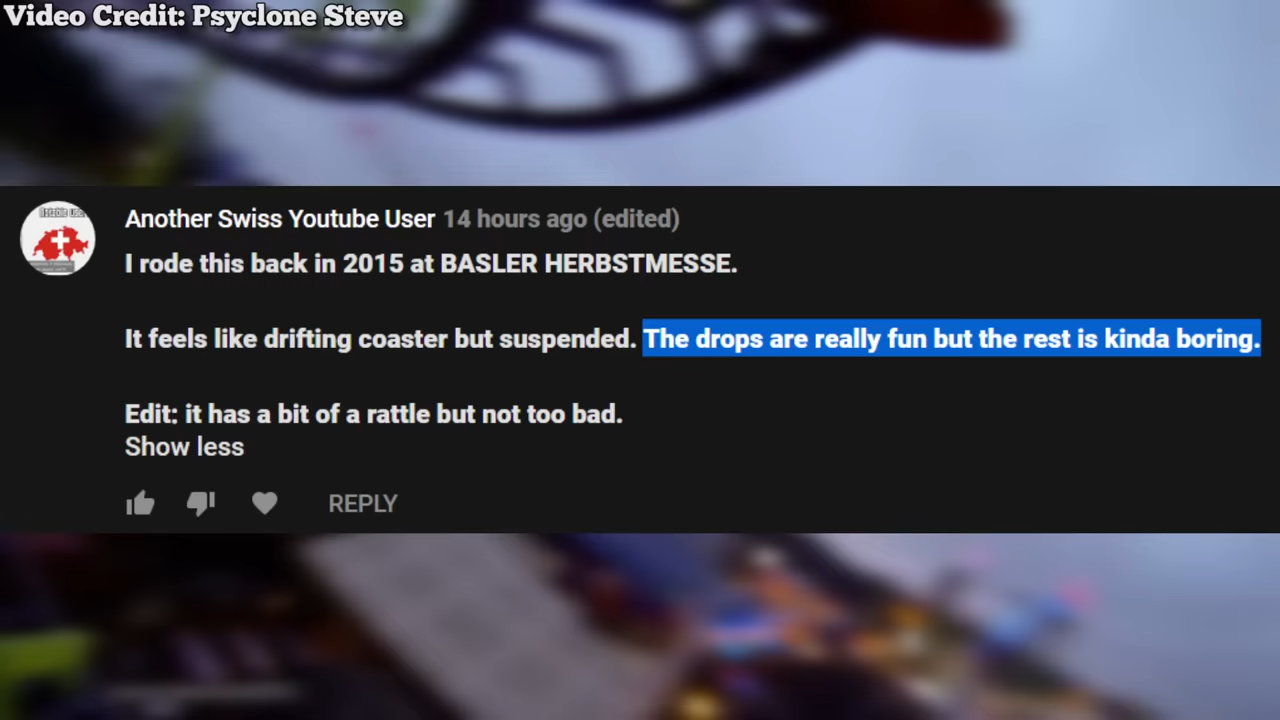 Video Credit: Psyclone Steve
Another Swiss Youtube User 14 hours ago (edited)
I rode this back in 2015 at BASLER HERBSTMESSE.
It feels like drifting coaster but suspended. The drops are really fun but the rest is kinda boring.
Edit: it has a bit of a rattle but not too bad.
Show less
REPLY